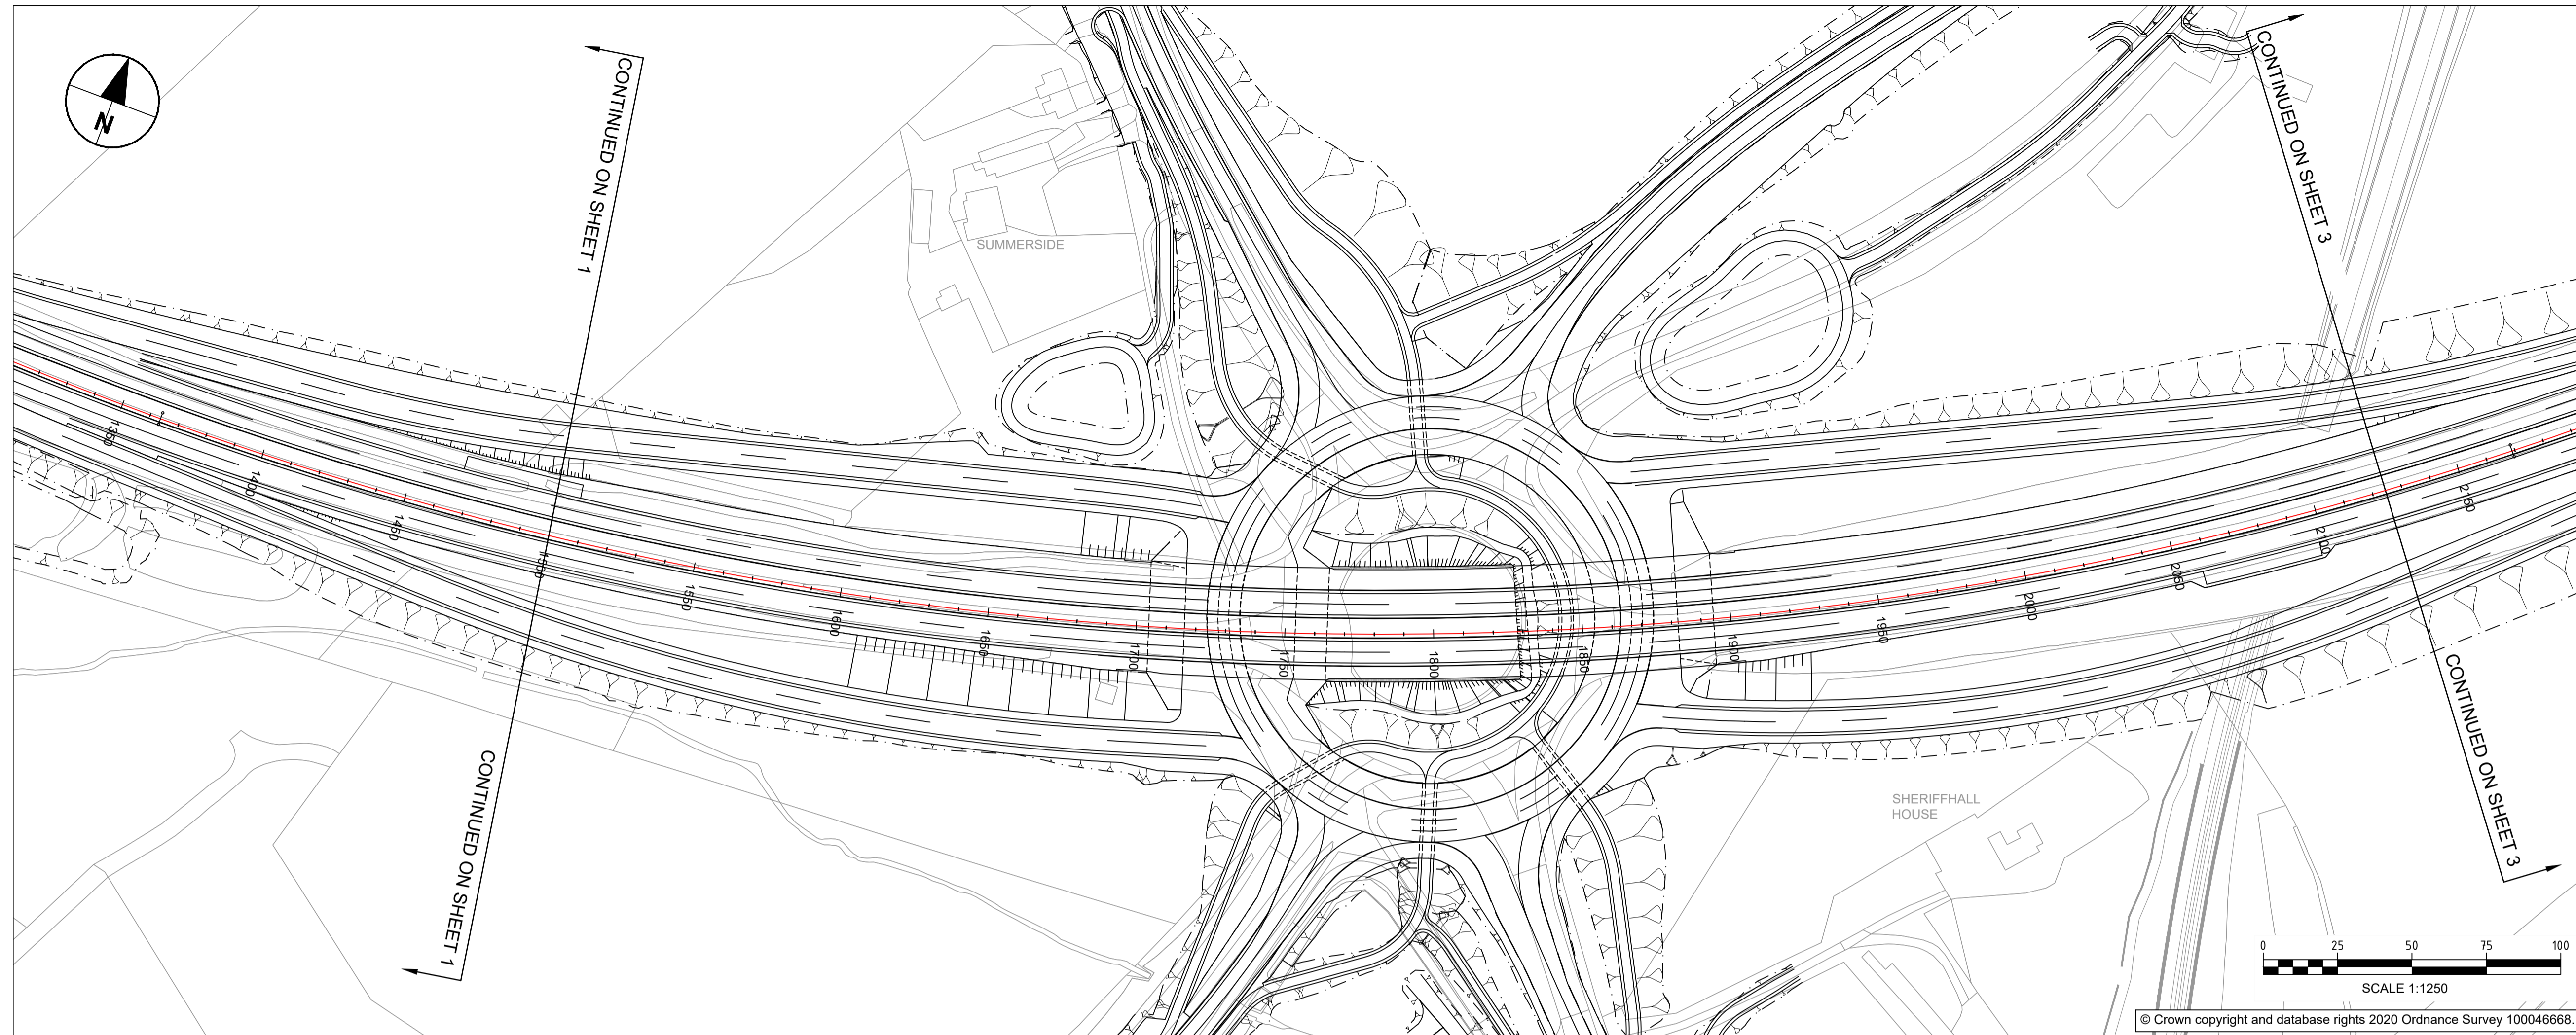 N
CONTINUED ON SHEET 1
CONTINUED ON SHEET 3
SUMMERSIDE
1350
1400
1450
1500
1550
1600
1650
1700
1750
1800
1850
1900
1950
2000
2050
2100
2150
CONTINUED ON SHEET 1
SHERIFFHALL
HOUSE
CONTINUED ON SHEET 3
0 25 50 75 100
SCALE 1:1250
© Crown copyright and database rights 2020 Ordnance Survey 100046668.